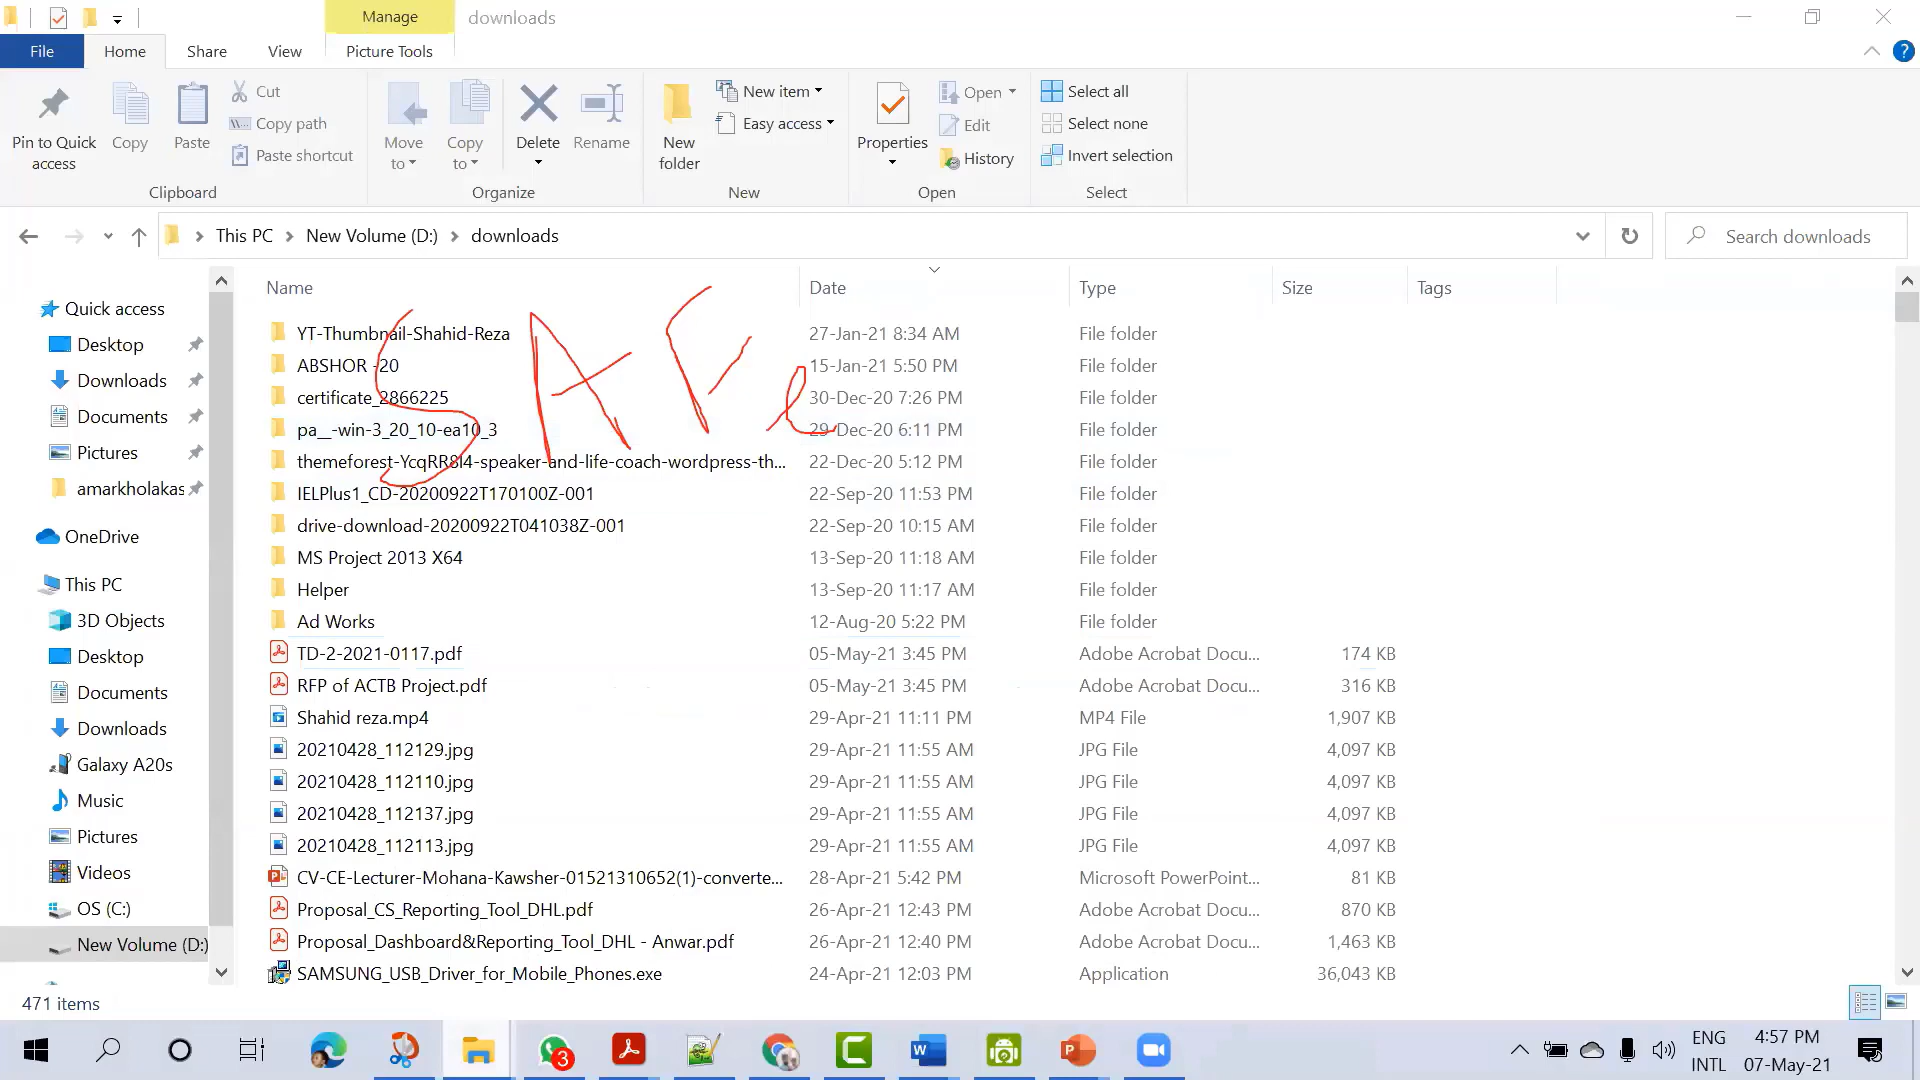 Manage downloads
File Home Share View Picture Tools
Pin to Quick access
Copy
Paste
Cut
Copy path
Paste shortcut
Clipboard
Move to
Copy to
Delete
Rename
Organize
New folder
New item
Easy access
New
Properties
Open
Edit
History
Open
Select all
Select none
Invert selection
Select
This PC New Volume (D:) downloads
Search downloads
Quick access
Desktop
Downloads
Documents
Pictures
amarkholakas
OneDrive
This PC
3D Objects
Desktop
Documents
Downloads
Galaxy A20s
Music
Pictures
Videos
OS (C:)
New Volume (D:)
Name Date Type Size Tags
YT-Thumbnail-Shahid-Reza 27-Jan-21 8:34 AM File folder
ABSHOR -20 15-Jan-21 5:50 PM File folder
certificate_2866225 30-Dec-20 7:26 PM File folder
pa__-win-3_20_10-ea10_3 29-Dec-20 6:11 PM File folder
themeforest-YcqRR8l4-speaker-and-life-coach-wordpress-th... 22-Dec-20 5:12 PM File folder
IELPlus1_CD-20200922T170100Z-001 22-Sep-20 11:53 PM File folder
drive-download-20200922T041038Z-001 22-Sep-20 10:15 AM File folder
MS Project 2013 X64 13-Sep-20 11:18 AM File folder
Helper 13-Sep-20 11:17 AM File folder
Ad Works 12-Aug-20 5:22 PM File folder
TD-2-2021-0117.pdf 05-May-21 3:45 PM Adobe Acrobat Docu... 174 KB
RFP of ACTB Project.pdf 05-May-21 3:45 PM Adobe Acrobat Docu... 316 KB
Shahid reza.mp4 29-Apr-21 11:11 PM MP4 File 1,907 KB
20210428_112129.jpg 29-Apr-21 11:55 AM JPG File 4,097 KB
20210428_112110.jpg 29-Apr-21 11:55 AM JPG File 4,097 KB
20210428_112137.jpg 29-Apr-21 11:55 AM JPG File 4,097 KB
20210428_112113.jpg 29-Apr-21 11:55 AM JPG File 4,097 KB
CV-CE-Lecturer-Mohana-Kawsher-01521310652(1)-converte... 28-Apr-21 5:42 PM Microsoft PowerPoint... 81 KB
Proposal_CS_Reporting_Tool_DHL.pdf 26-Apr-21 12:43 PM Adobe Acrobat Docu... 870 KB
Proposal_Dashboard&Reporting_Tool_DHL - Anwar.pdf 26-Apr-21 12:40 PM Adobe Acrobat Docu... 1,463 KB
SAMSUNG_USB_Driver_for_Mobile_Phones.exe 24-Apr-21 12:03 PM Application 36,043 KB
SAFe
471 items
3
ENG 4:57 PM
INTL 07-May-21